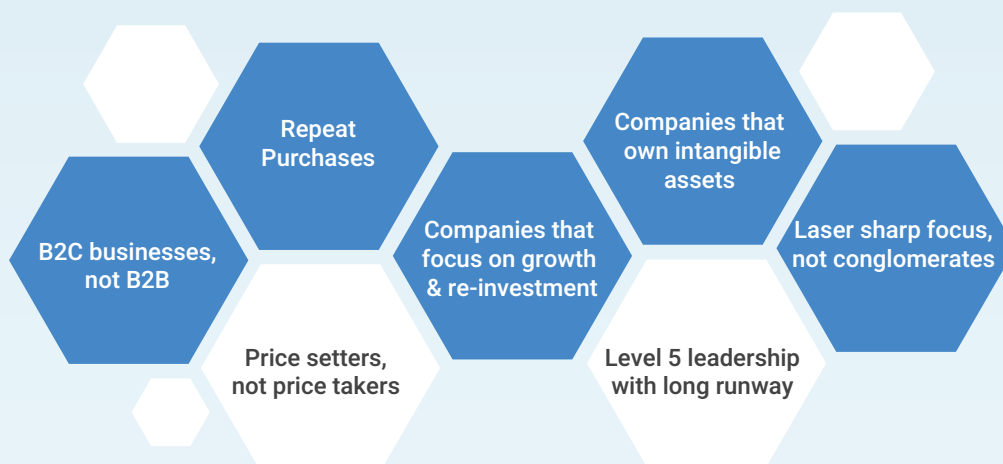 Repeat
Purchases
Companies that
own intangible
assets
B2C businesses,
not B2B
Companies that
focus on growth
& re-investment
Laser sharp focus,
not conglomerates
Price setters,
not price takers
Level 5 leadership
with long runway